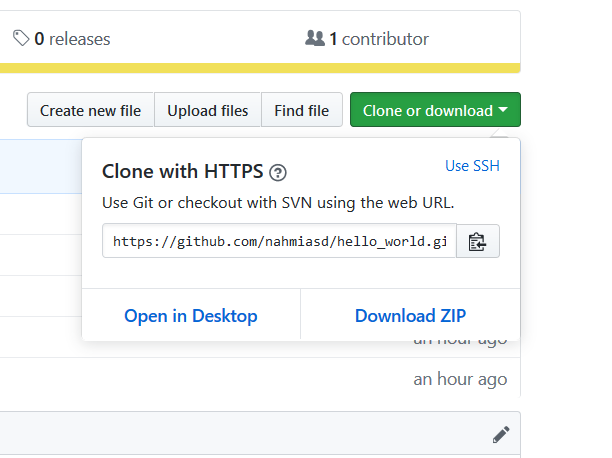 0 releases 1 contributor
Create new file Upload files Find file Clone or download
Clone with HTTPS ?
Use SSH
Use Git or checkout with SVN using the web URL.
https://github.com/nahmiasd/hello_world.gi
Open in Desktop Download ZIP
an hour ago
an hour ago